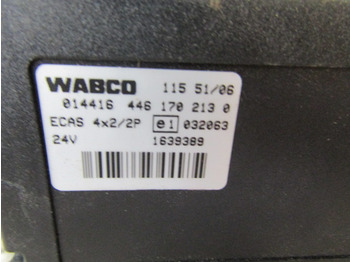 WABCO 115 51/06
014416 446 170 213 0
ECAS 4x2/2P e1 032063
24V 1639389